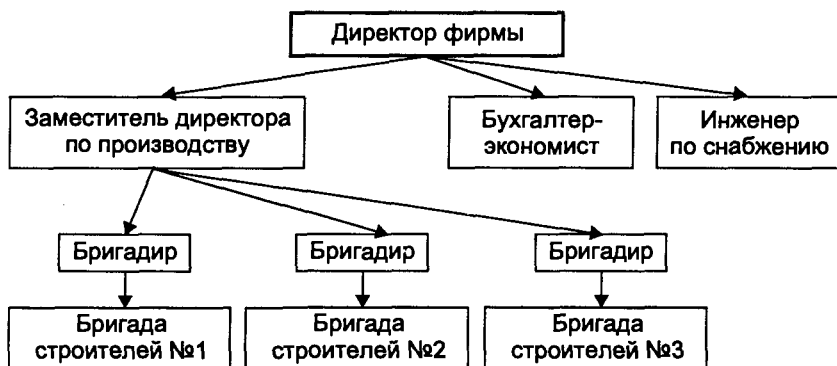 Директор фирмы
Заместитель директора
по производству
Бухгалтер-
экономист
Инженер
по снабжению
Бригадир
Бригадир
Бригадир
Бригада
строителей №1
Бригада
строителей №2
Бригада
строителей №3